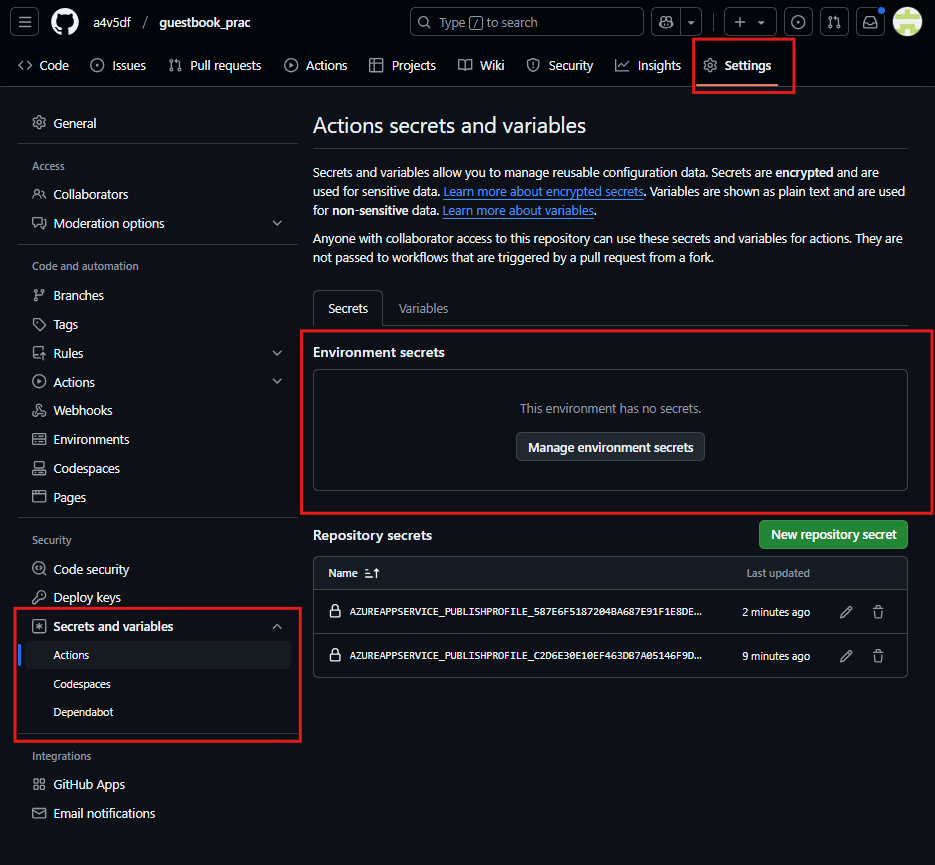 a4v5df / guestbook_prac
Type / to search
Code
Issues
Pull requests
Actions
Projects
Wiki
Security
Insights
Settings
General
Access
Collaborators
Moderation options
Code and automation
Branches
Tags
Rules
Actions
Webhooks
Environments
Codespaces
Pages
Security
Code security
Deploy keys
Secrets and variables
Actions
Codespaces
Dependabot
Integrations
GitHub Apps
Email notifications
Actions secrets and variables
Secrets and variables allow you to manage reusable configuration data. Secrets are encrypted and are
used for sensitive data. Learn more about encrypted secrets. Variables are shown as plain text and are used
for non-sensitive data. Learn more about variables.
Anyone with collaborator access to this repository can use these secrets and variables for actions. They are
not passed to workflows that are triggered by a pull request from a fork.
Secrets
Variables
Environment secrets
This environment has no secrets.
Manage environment secrets
Repository secrets
New repository secret
Name
Last updated
AZUREAPPSERVICE_PUBLISHPROFILE_587E6F5187204BA687E91F1E8DE...
2 minutes ago
AZUREAPPSERVICE_PUBLISHPROFILE_C2D6E30E10EF463DB7A05146F9D...
9 minutes ago